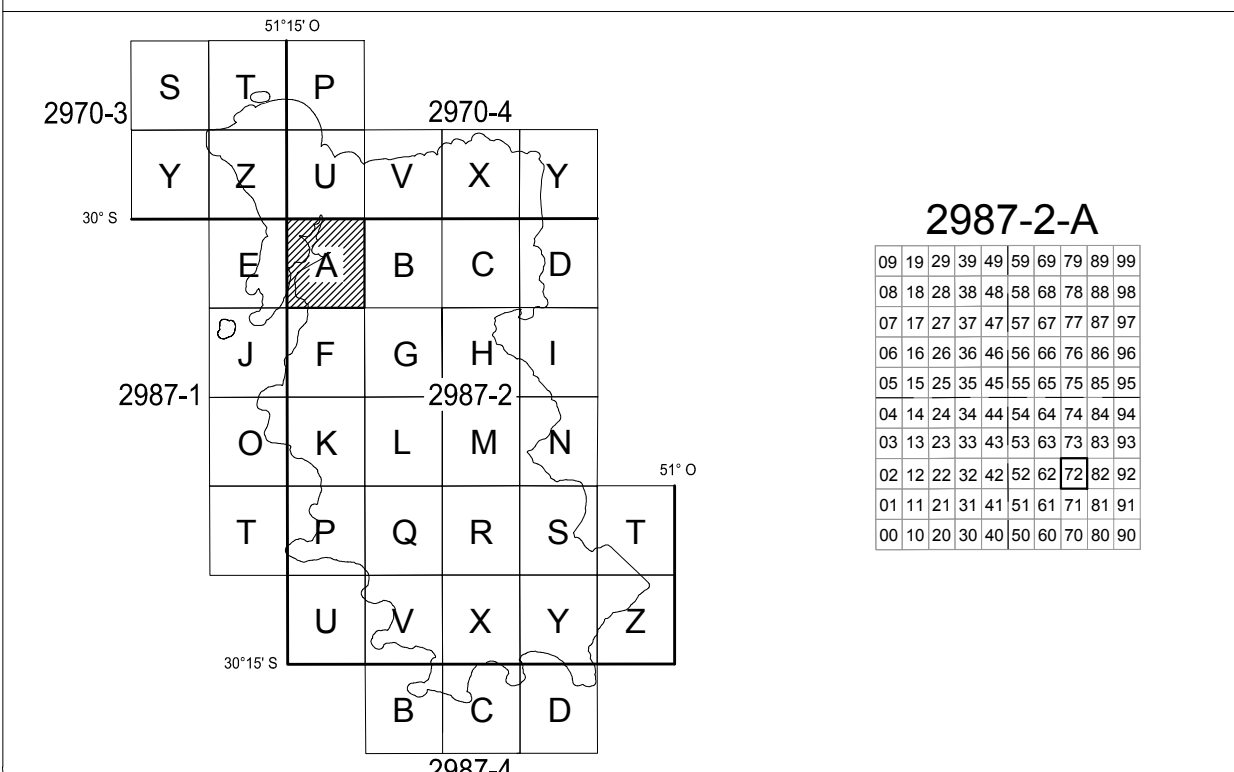 51°15' O
S T P
2970-3
2970-4
Y Z U V X Y
30° S
E A B C D
J F G H I
2987-1
2987-2
O K L M N
51° O
T P Q R S T
U V X Y Z
30°15' S
B C D
2987-4
2987-2-A
09 19 29 39 49 59 69 79 89 99
08 18 28 38 48 58 68 78 88 98
07 17 27 37 47 57 67 77 87 97
06 16 26 36 46 56 66 76 86 96
05 15 25 35 45 55 65 75 85 95
04 14 24 34 44 54 64 74 84 94
03 13 23 33 43 53 63 73 83 93
02 12 22 32 42 52 62 72 82 92
01 11 21 31 41 51 61 71 81 91
00 10 20 30 40 50 60 70 80 90